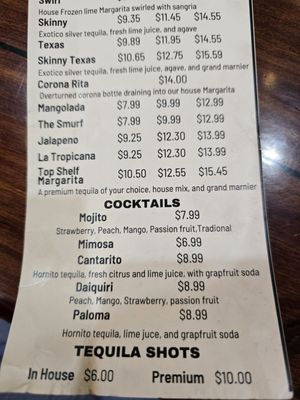 Swirl
House Frozen lime Margarita swirled with sangria
Skinny $9.35 $11.45 $14.55
Exotico silver tequila, fresh lime juice, and agave
Texas $9.89 $11.95 $14.55
Skinny Texas $10.65 $12.75 $15.59
Exotico silver tequila, fresh lime juice, agave, and grand marnier
Corona Rita $14.00
Overturned corona bottle draining into our house Margarita
Mangolada $7.99 $9.99 $12.99
The Smurf $7.99 $9.99 $12.99
Jalapeno $9.25 $12.30 $13.99
La Tropicana $9.25 $12.30 $13.99
Top Shelf
Margarita $10.50 $12.55 $15.45
A premium tequila of your choice, house mix, and grand marnier
COCKTAILS
Mojito $7.99
Strawberry, Peach, Mango, Passion fruit,Tradional
Mimosa $6.99
Cantarito $8.99
Hornito tequila, fresh citrus and lime juice, with grapfruit soda
Daiquiri $8.99
Peach, Mango, Strawberry, passion fruit
Paloma $8.99
Hornito tequila, lime juce, and grapfruit soda
TEQUILA SHOTS
In House $6.00 Premium $10.00